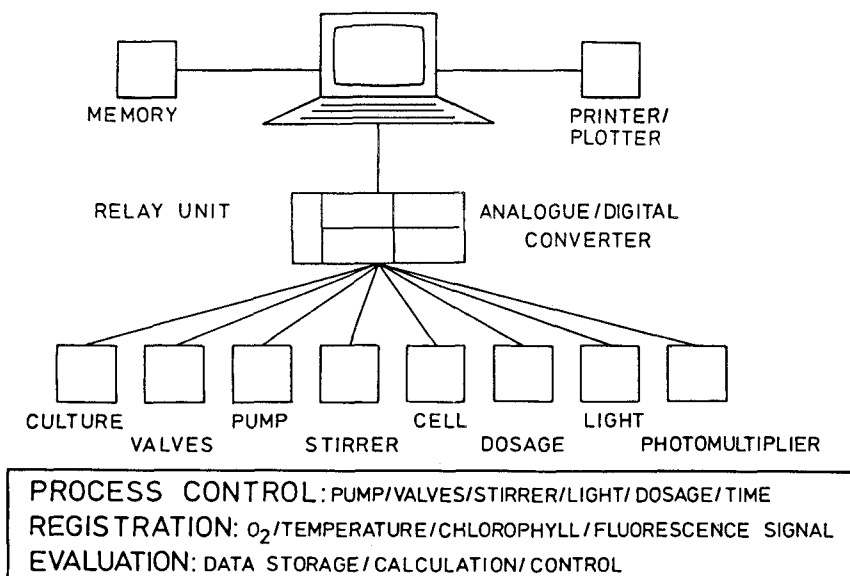 MEMORY
PRINTER/
PLOTTER
RELAY UNIT
ANALOGUE/DIGITAL
CONVERTER
CULTURE
VALVES
PUMP
STIRRER
CELL
DOSAGE
LIGHT
PHOTOMULTIPLIER
PROCESS CONTROL: PUMP/VALVES/STIRRER/LIGHT/DOSAGE/TIME
REGISTRATION: O₂/TEMPERATURE/CHLOROPHYLL/FLUORESCENCE SIGNAL
EVALUATION: DATA STORAGE/CALCULATION/CONTROL